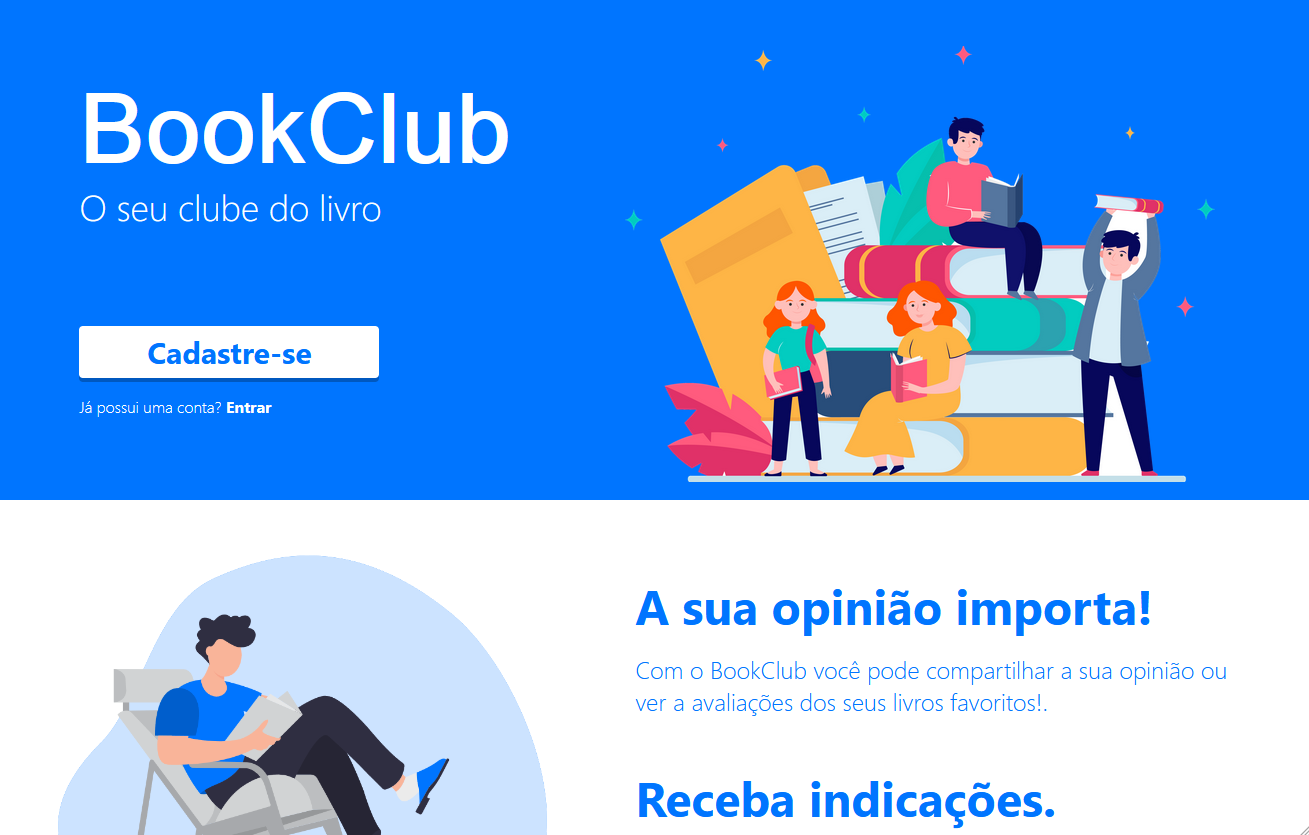 BookClub
O seu clube do livro
Cadastre-se
Já possui uma conta? Entrar
A sua opinião importa!
Com o BookClub você pode compartilhar a sua opinião ou
ver a avaliações dos seus livros favoritos!.
Receba indicações.